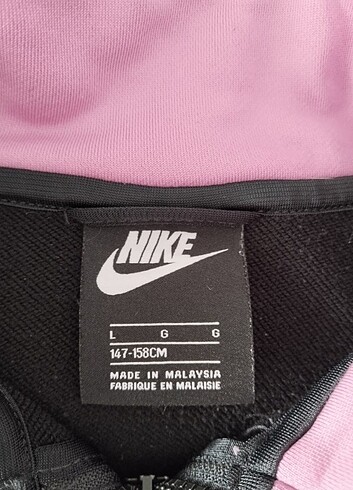 NIKE
L G G
147-158CM
MADE IN MALAYSIA
FABRIQUE EN MALAISIE